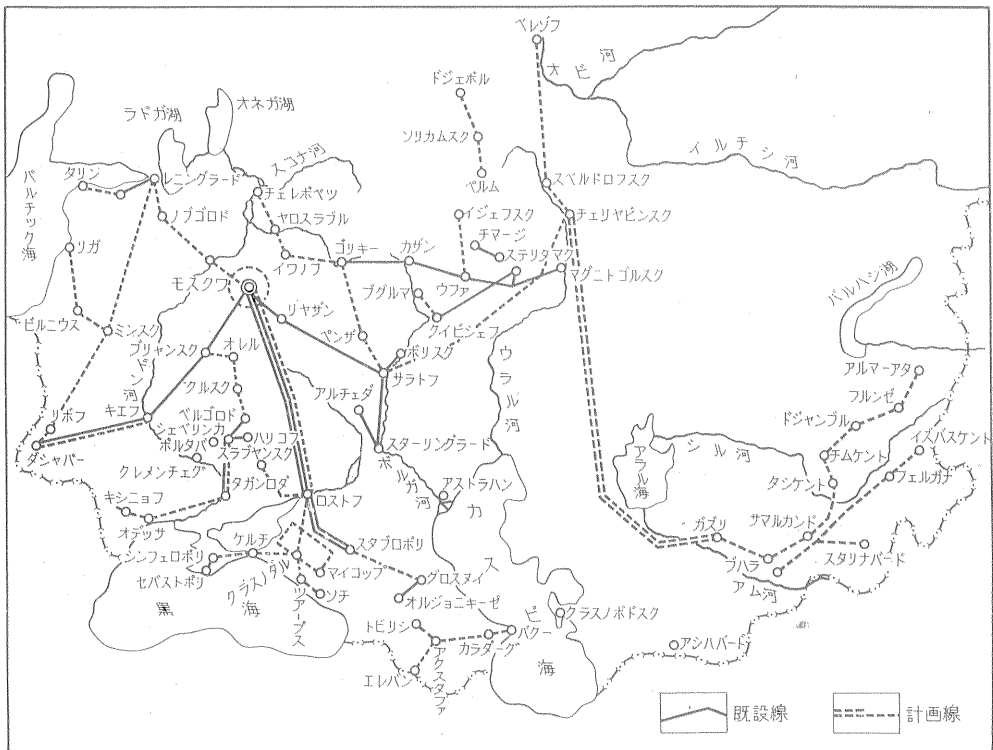 ベレゾフ
オビ河
ドジェボル
オネガ湖
ラドガ湖
ソリカムスク
イルチシ河
スコナ河
バルチック海
タリン
レニングラード
チェレポベツ
ペルム
スベルドロフスク
ノブゴロド
ヤロスラブル
イジェフスク
チェリヤビンスク
チマージ
リガ
イワノフ
ゴリキー
カザン
ステリタマク
モスクワ
ウファ
マグニトゴルスク
バルハシ湖
ブグルマ
リヤザン
クイビシェフ
ビルニウス
ミンスク
ペンザ
ブリャンスク
オレル
ボリスグ
ウラル河
ドン河
サラトフ
アルマーアタ
クルスク
アルチェダ
フルンゼ
リボフ
キエフ
ベルゴロド
ドジャンブル
シェベリンカ
ハリコフ
イズバスケント
ポルタバ
スターリングラード
アラル海
シル河
ダシャバー
スラブヤンスク
ボルガ河
チムケント
クレメンチェグ
フェルガナ
タガンロダ
アストラハン
タシケント
キシニョフ
ロストフ
カスピ海
オデッサ
ガズリ
サマルカンド
ケルチ
スタブロポリ
シンフェロポリ
ブハラ
スタリナバード
セバストポリ
クラスノダル
マイコップ
グロスヌイ
アム河
黒海
ツアープス
ソチ
オルジョニキーゼ
クラスノボドスク
トビリシ
バクー
カラダーグ
アシハバード
アクスタファ
エレバン
既設線
計画線